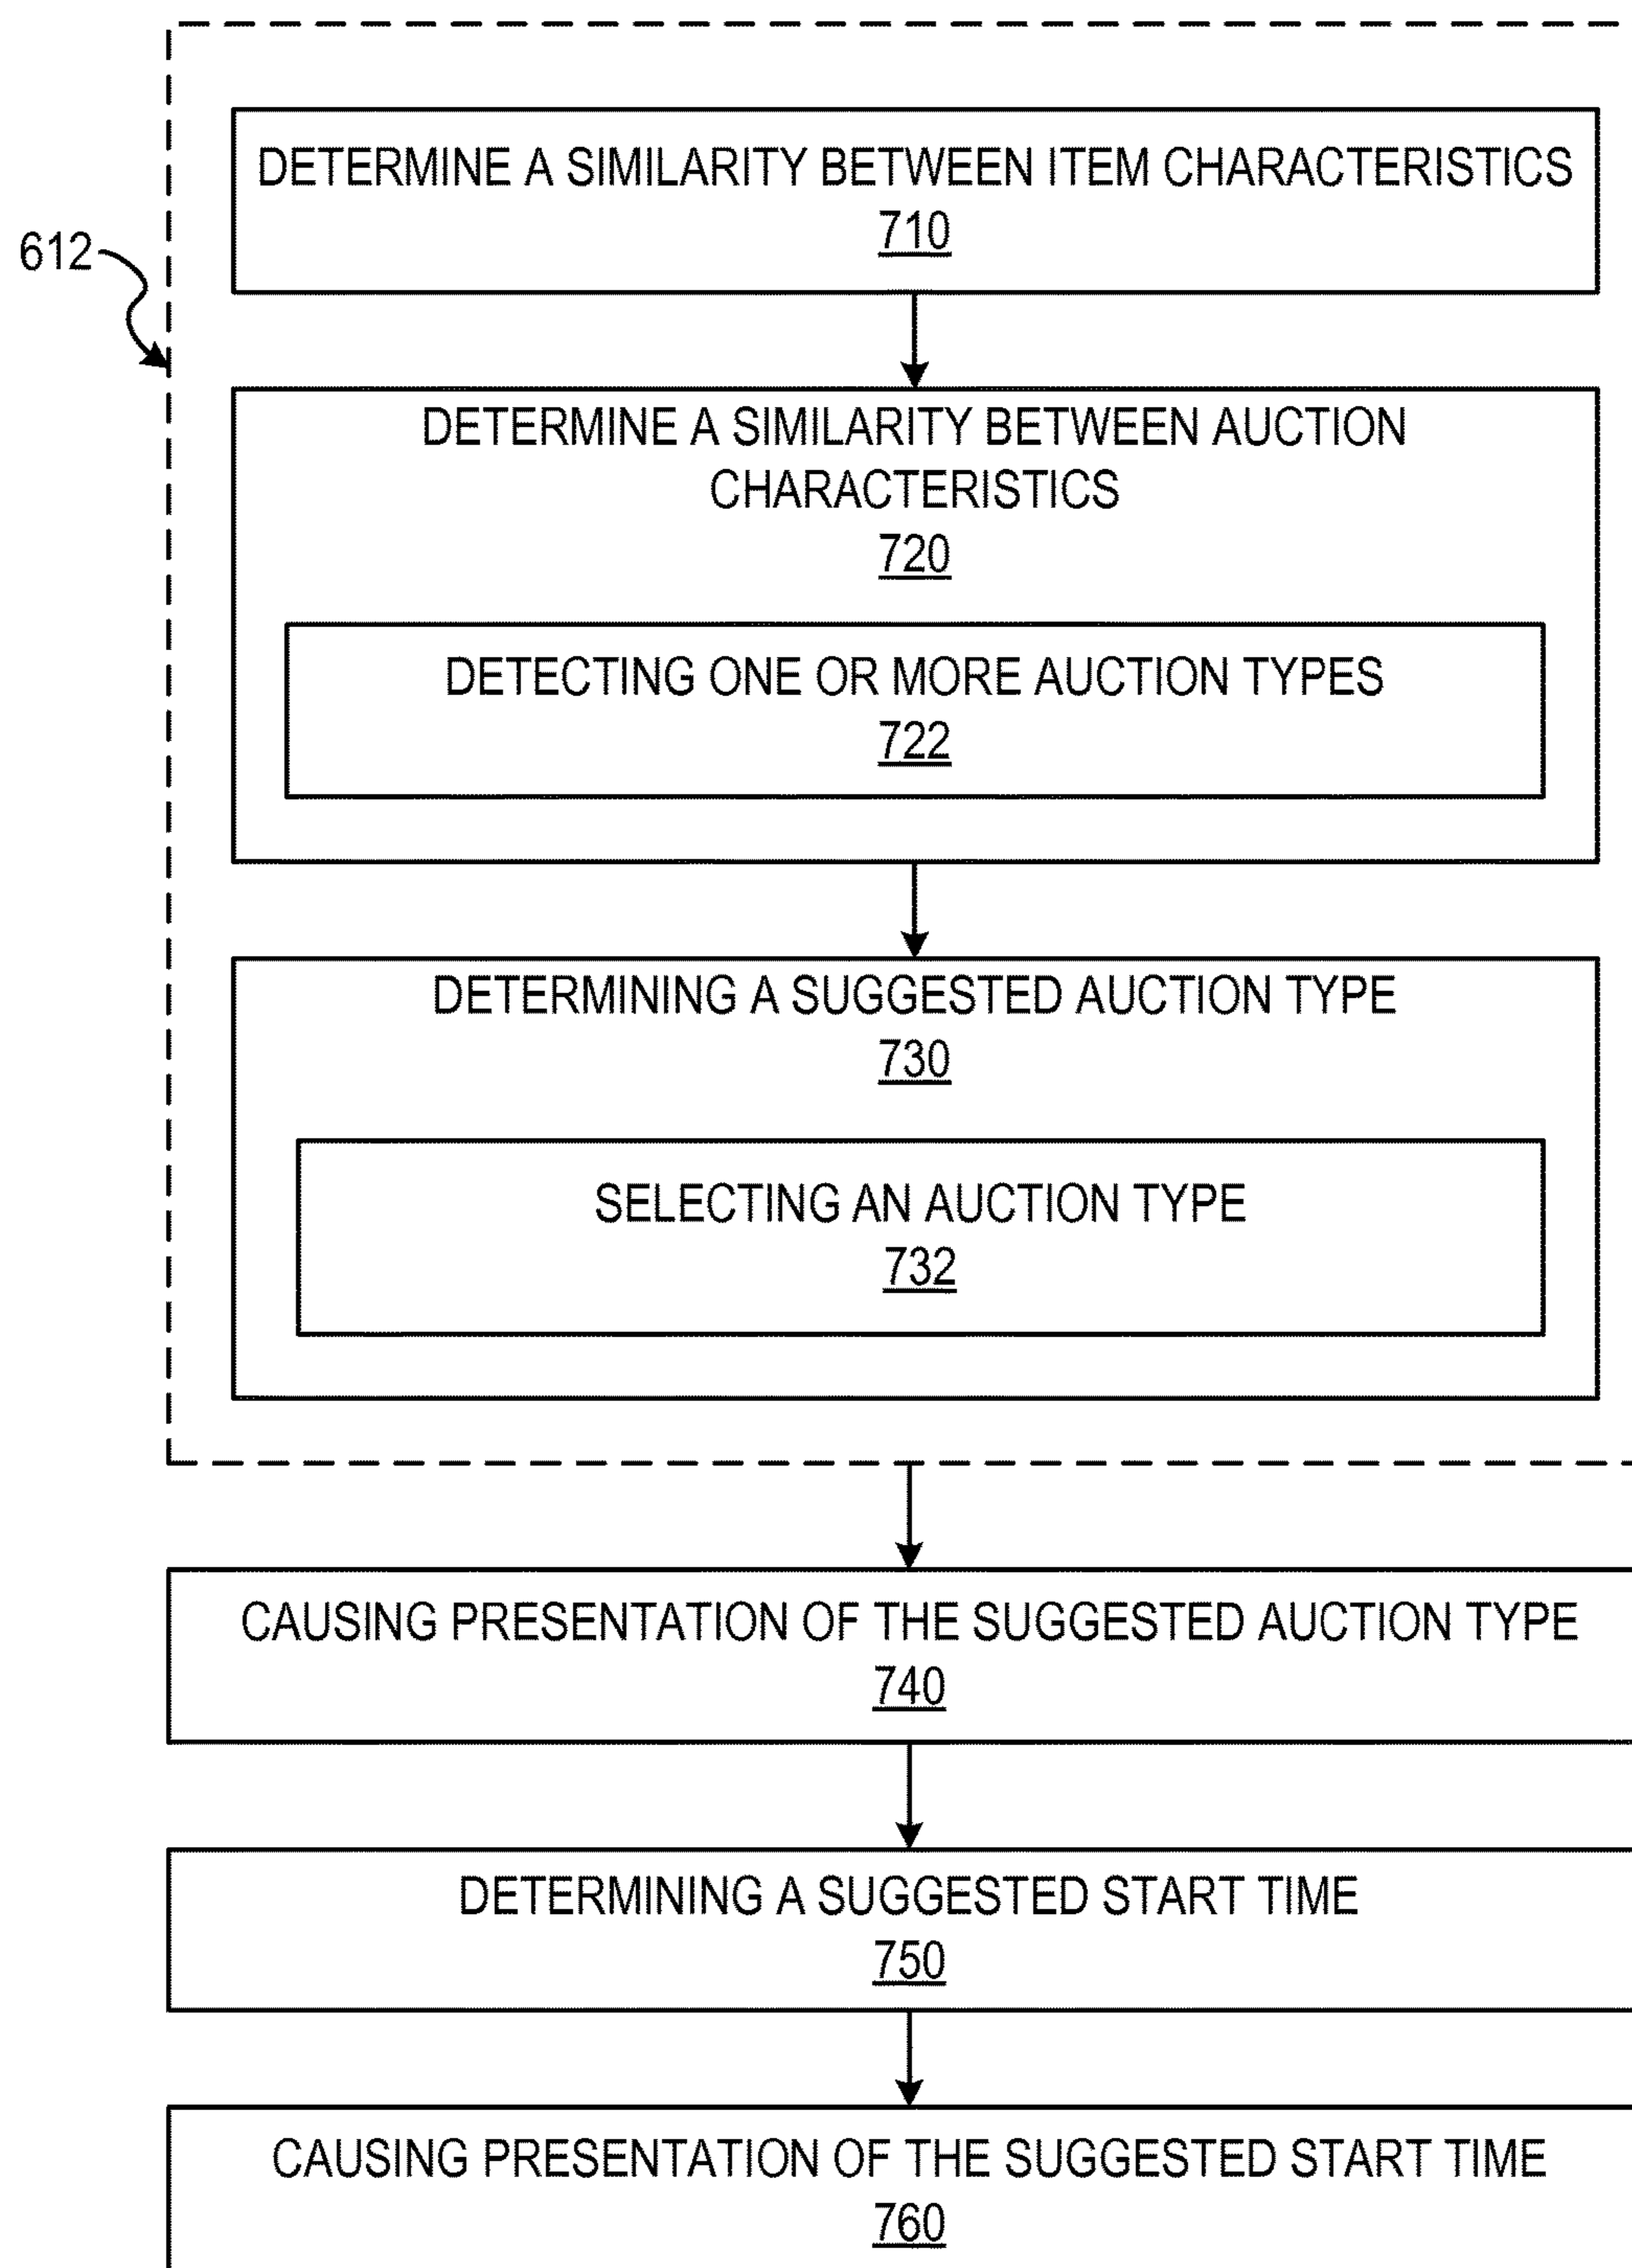 DETERMINE A SIMILARITY BETWEEN ITEM CHARACTERISTICS
710
612
DETERMINE A SIMILARITY BETWEEN AUCTION
CHARACTERISTICS
720
DETECTING ONE OR MORE AUCTION TYPES
722
DETERMINING A SUGGESTED AUCTION TYPE
730
SELECTING AN AUCTION TYPE
732
CAUSING PRESENTATION OF THE SUGGESTED AUCTION TYPE
740
DETERMINING A SUGGESTED START TIME
750
CAUSING PRESENTATION OF THE SUGGESTED START TIME
760